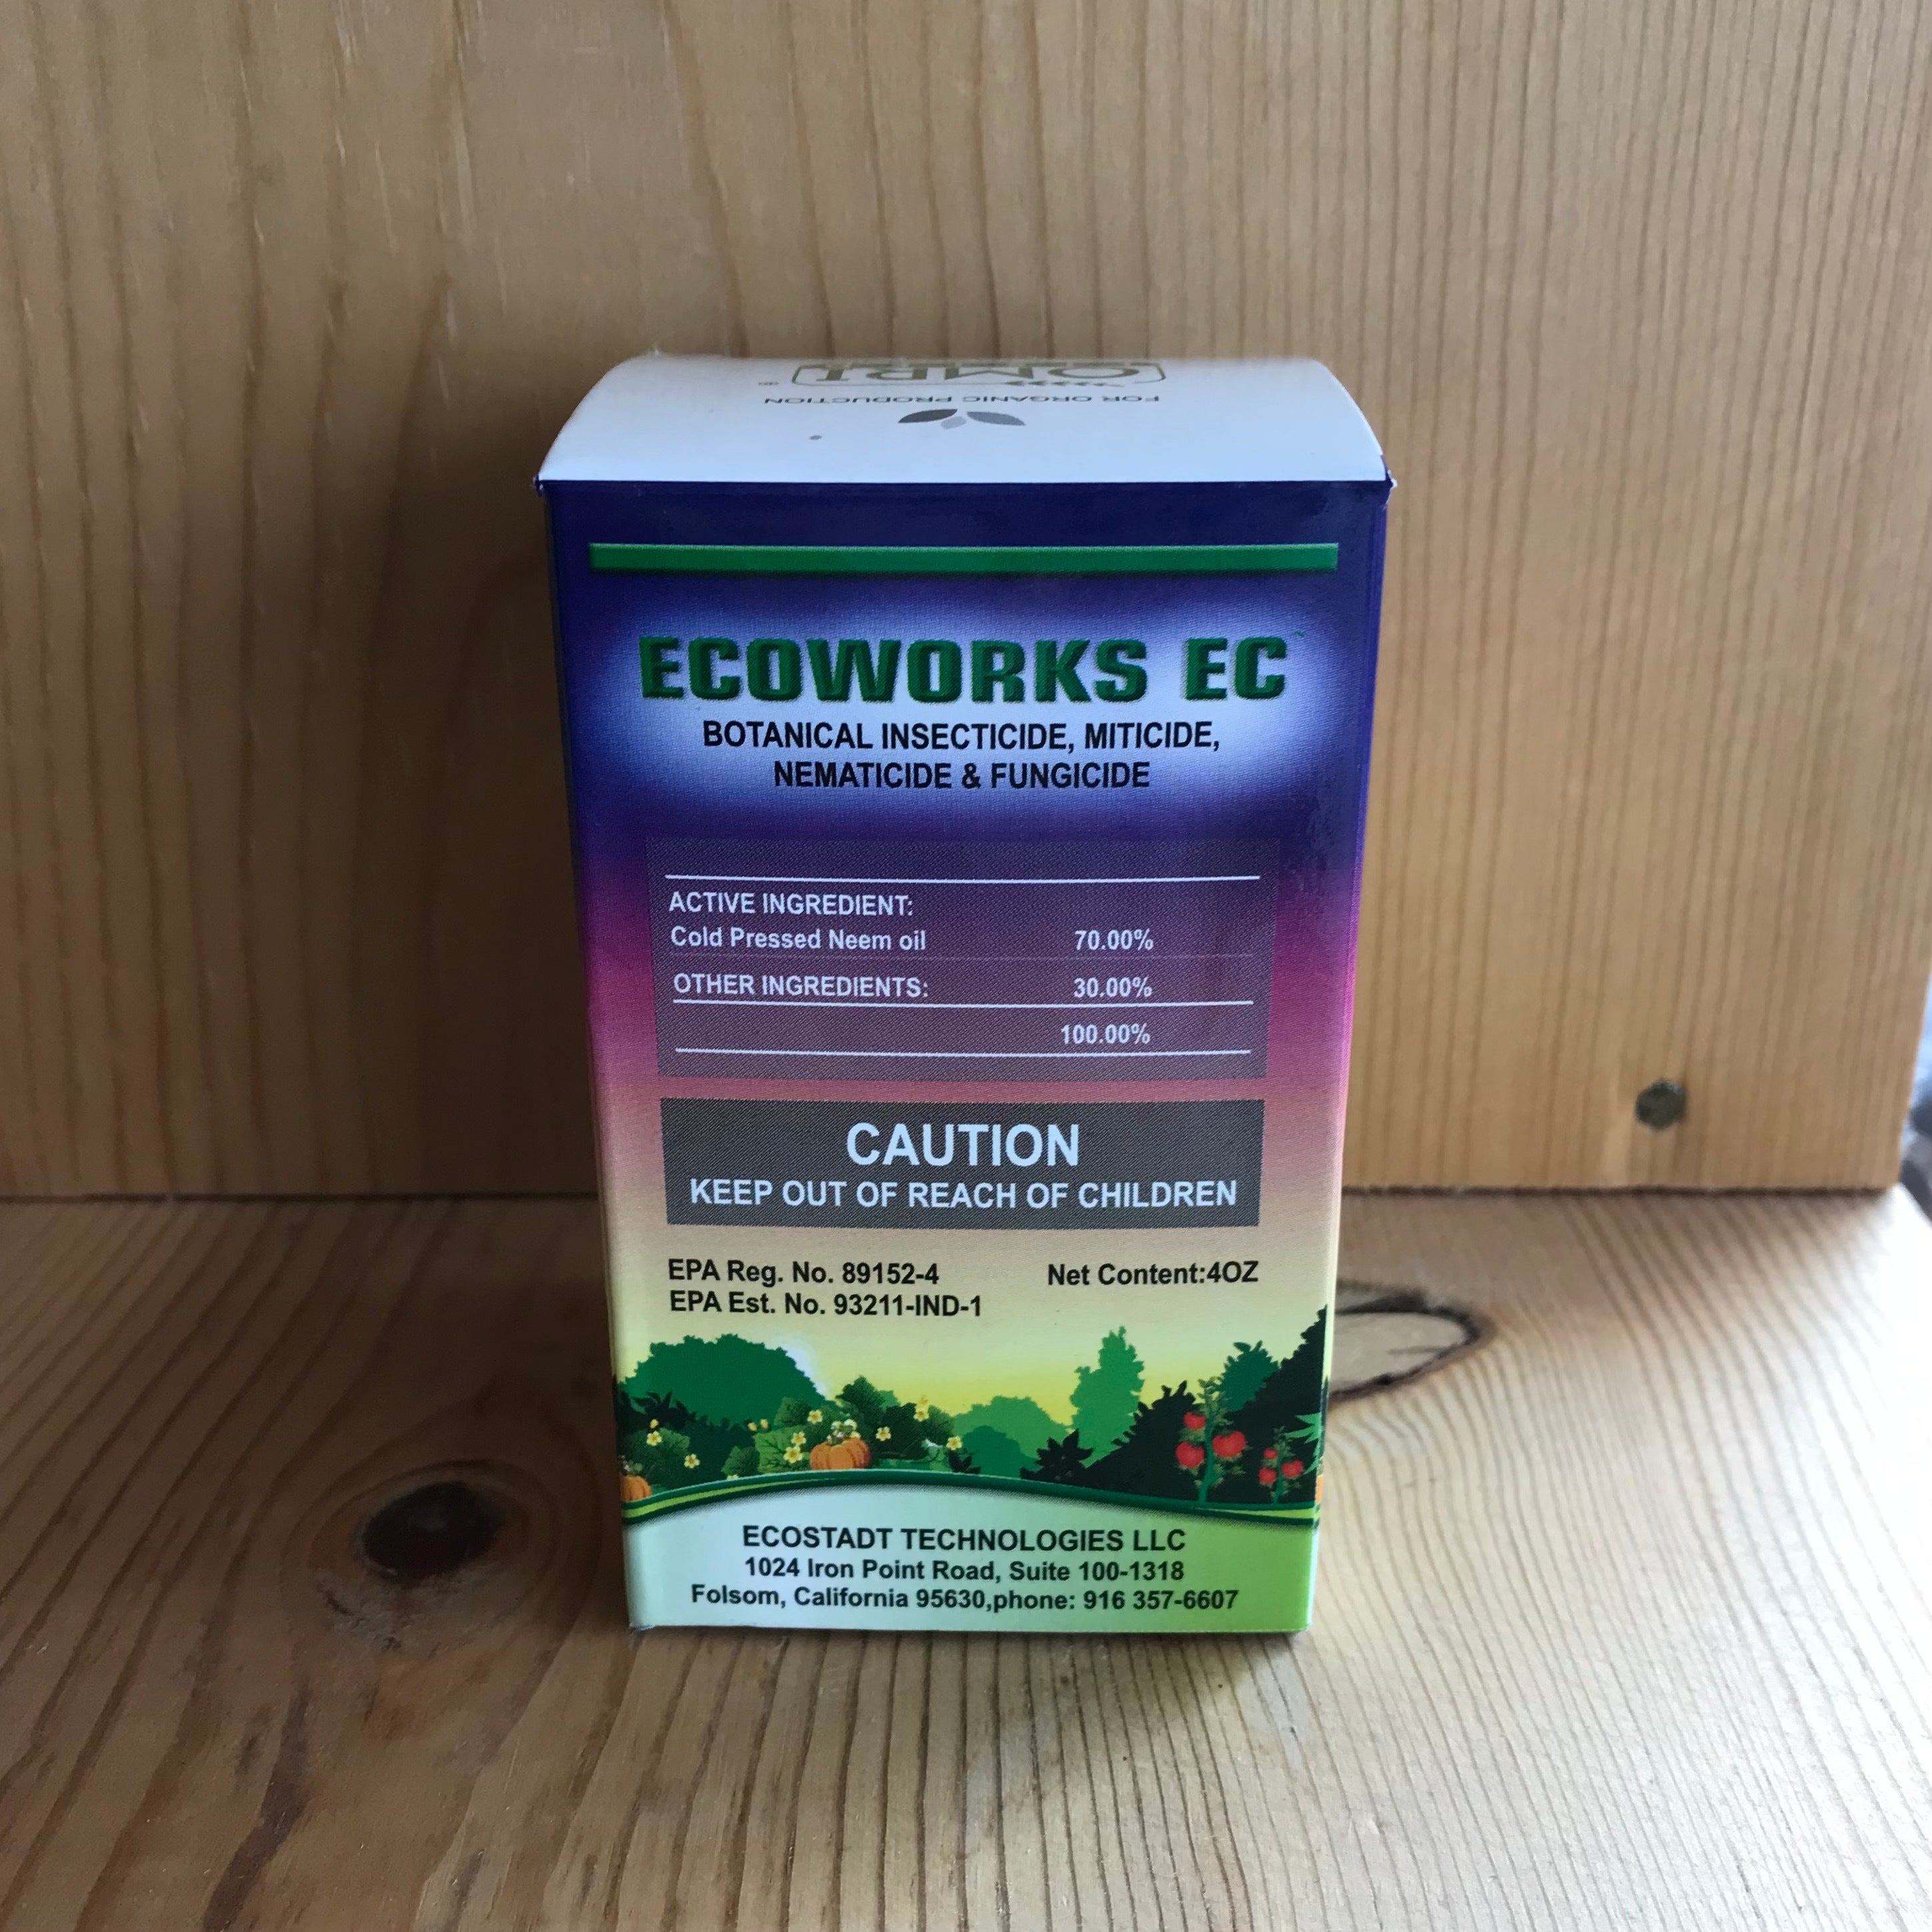 OMRI
®
FOR ORGANIC PRODUCTION
ECOWORKS EC™
BOTANICAL INSECTICIDE, MITICIDE,
NEMATICIDE & FUNGICIDE
ACTIVE INGREDIENT:
Cold Pressed Neem oil 70.00%
OTHER INGREDIENTS: 30.00%
100.00%
CAUTION
KEEP OUT OF REACH OF CHILDREN
EPA Reg. No. 89152-4 Net Content:4OZ
EPA Est. No. 93211-IND-1
ECOSTADT TECHNOLOGIES LLC
1024 Iron Point Road, Suite 100-1318
Folsom, California 95630,phone: 916 357-6607